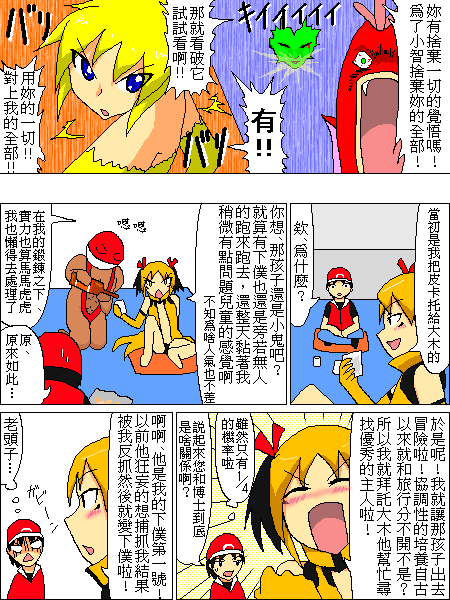 妳有捨棄一切的覺悟嗎！
為了小智捨棄妳的全部！
キイイイイイ
有！！
那就看破它
試試看啊！！
バッ
バッ
用妳的一切！！
對上我的全部！！
當初是我把皮卡托給大木的
欸、為什麼？
你想、那孩子還是小鬼吧？
就算有下僕也還是旁若無人
的跑來跑去，還整天黏著我
稍微有點問題兒童的感覺啊
不知為啥人氣也不差
嗯嗯
在我的鍛鍊之下、
實力也算馬馬虎虎
我也懶得去處理了
原、
原來如此…
於是呢！我就讓那孩子出去
冒險啦！協調性的培養自古
以來就和旅行分不開不是？
所以我就拜託大木他幫忙尋
找優秀的主人啦！
雖然只有1/4
的機率啦
說起來您和博士到底
是啥關係啊？
啊啊、他是我的下僕第一號！
以前他狂妄的想捕抓我結果
被我反抓然後就變下僕啦！
ガビーン
老頭子…